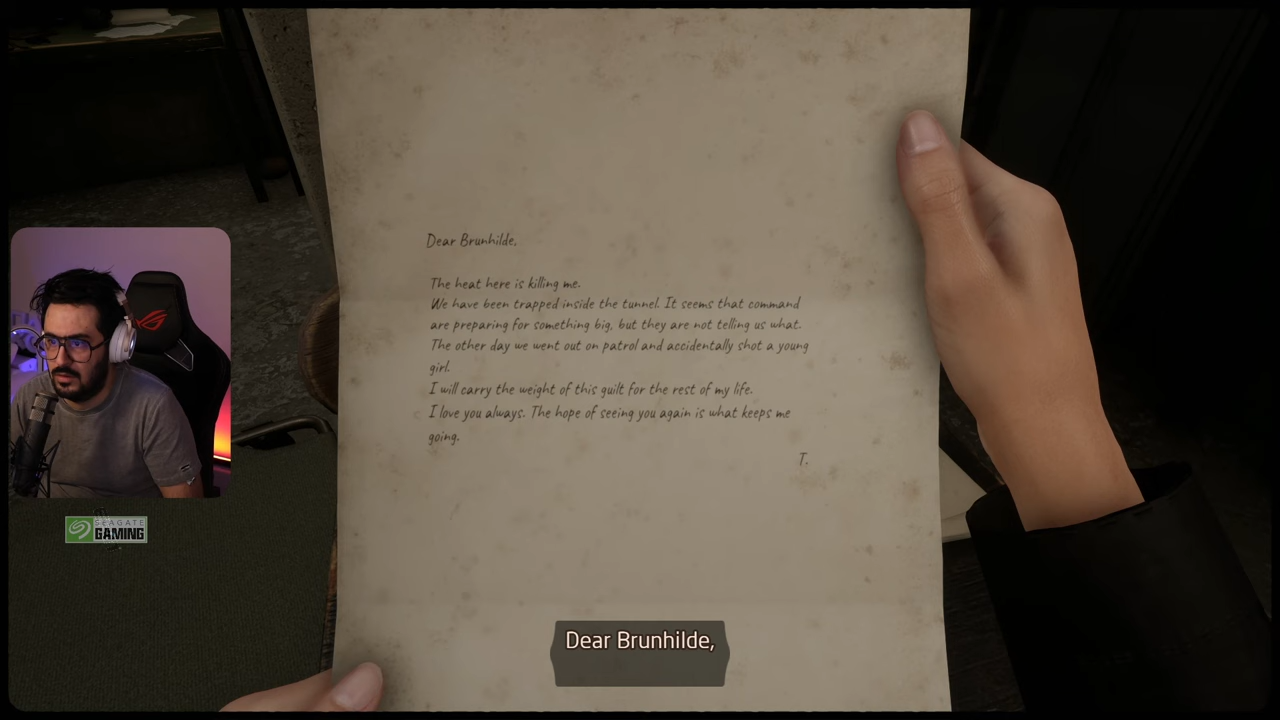 Dear Brunhilde,
The heat here is killing me.
We have been trapped inside the tunnel. It seems that command
are preparing for something big, but they are not telling us what.
The other day we went out on patrol and accidentally shot a young
girl.
I will carry the weight of this guilt for the rest of my life.
I love you always. The hope of seeing you again is what keeps me
going.
T.
SEAGATE
GAMING
Dear Brunhilde,